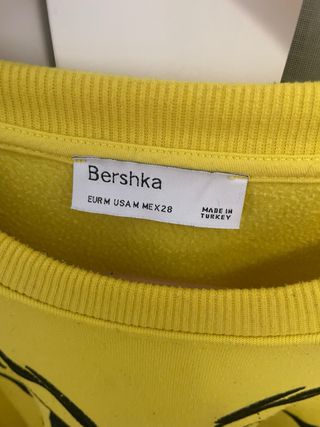 Bershka
EUR M USA M MEX 28
MADE IN
TURKEY